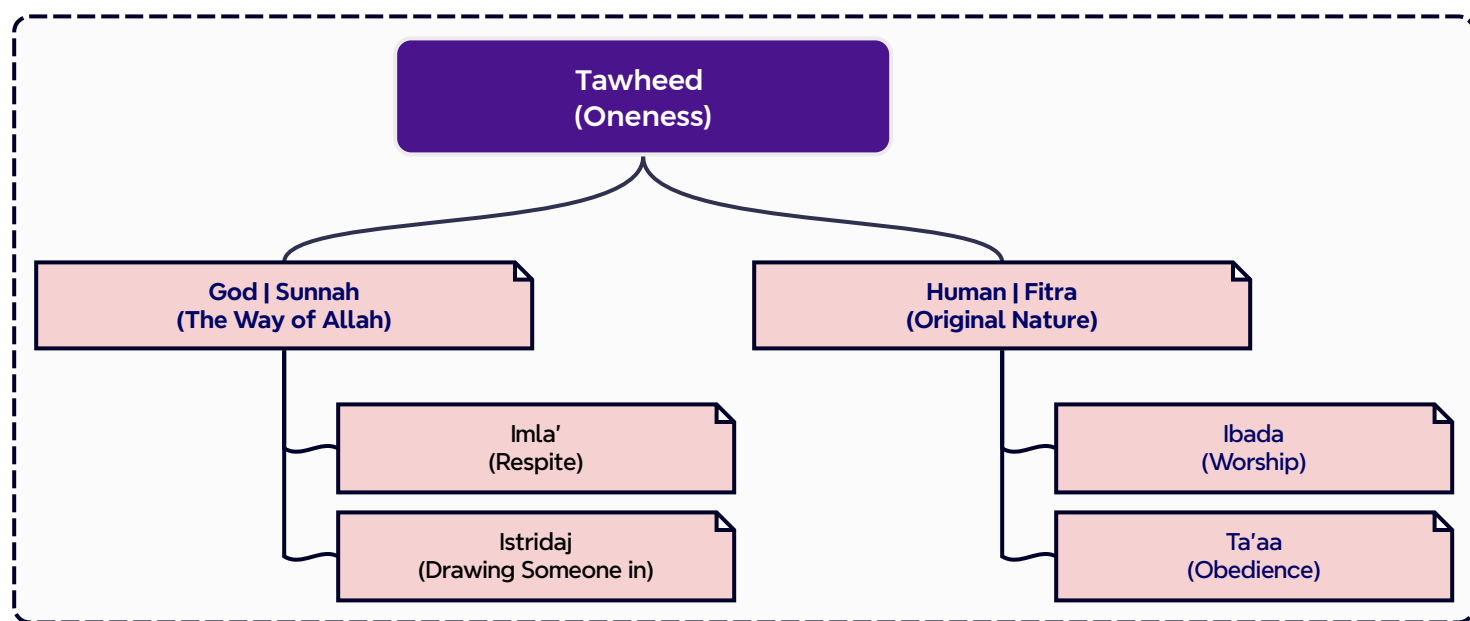 Tawheed
(Oneness)
God | Sunnah
(The Way of Allah)
Human | Fitra
(Original Nature)
Imla'
(Respite)
Istridaj
(Drawing Someone in)
Ibada
(Worship)
Ta'aa
(Obedience)